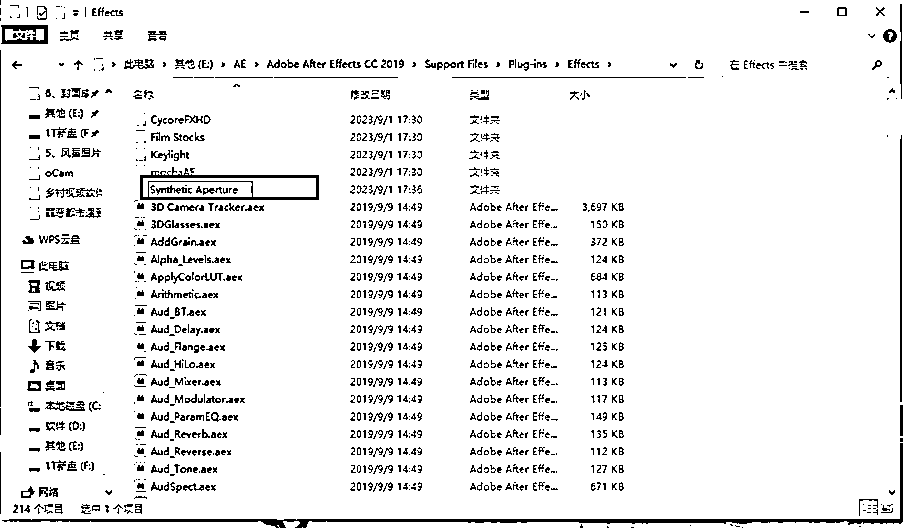 Effects
文件 主页 共享 查看
此电脑 > 其他 (E:) > AE > Adobe After Effects CC 2019 > Support Files > Plug-ins > Effects >
在 Effects 中搜索
名称 修改日期 类型 大小
其他 (E:)
5、风景图片
oCam
WPS云盘
此电脑
视频
图片
文档
下载
音乐
桌面
本地磁盘 (C:
软件 (D:)
其他 (E:)
1T新盘 (F:)
网络
CycoreFXHD 2023/9/1 17:30 文件夹
Film Stocks 2023/9/1 17:30 文件夹
Keylight 2023/9/1 17:30 文件夹
mochaAE 2023/9/1 17:30 文件夹
Synthetic Aperture 2023/9/1 17:36 文件夹
3D Camera Tracker.aex 2019/9/9 14:49 Adobe After Effe... 3,697 KB
3DGlasses.aex 2019/9/9 14:49 Adobe After Effe... 150 KB
AddGrain.aex 2019/9/9 14:49 Adobe After Effe... 372 KB
Alpha_Levels.aex 2019/9/9 14:49 Adobe After Effe... 124 KB
ApplyColorLUT.aex 2019/9/9 14:49 Adobe After Effe... 684 KB
Arithmetic.aex 2019/9/9 14:49 Adobe After Effe... 113 KB
Aud_BT.aex 2019/9/9 14:49 Adobe After Effe... 121 KB
Aud_Delay.aex 2019/9/9 14:49 Adobe After Effe... 124 KB
Aud_Flange.aex 2019/9/9 14:49 Adobe After Effe... 125 KB
Aud_HiLo.aex 2019/9/9 14:49 Adobe After Effe... 124 KB
Aud_Mixer.aex 2019/9/9 14:49 Adobe After Effe... 113 KB
Aud_Modulator.aex 2019/9/9 14:49 Adobe After Effe... 117 KB
Aud_ParamEQ.aex 2019/9/9 14:49 Adobe After Effe... 149 KB
Aud_Reverb.aex 2019/9/9 14:49 Adobe After Effe... 135 KB
Aud_Reverse.aex 2019/9/9 14:49 Adobe After Effe... 112 KB
Aud_Tone.aex 2019/9/9 14:49 Adobe After Effe... 127 KB
AudSpect.aex 2019/9/9 14:49 Adobe After Effe... 671 KB
214 个项目 选中 1 个项目